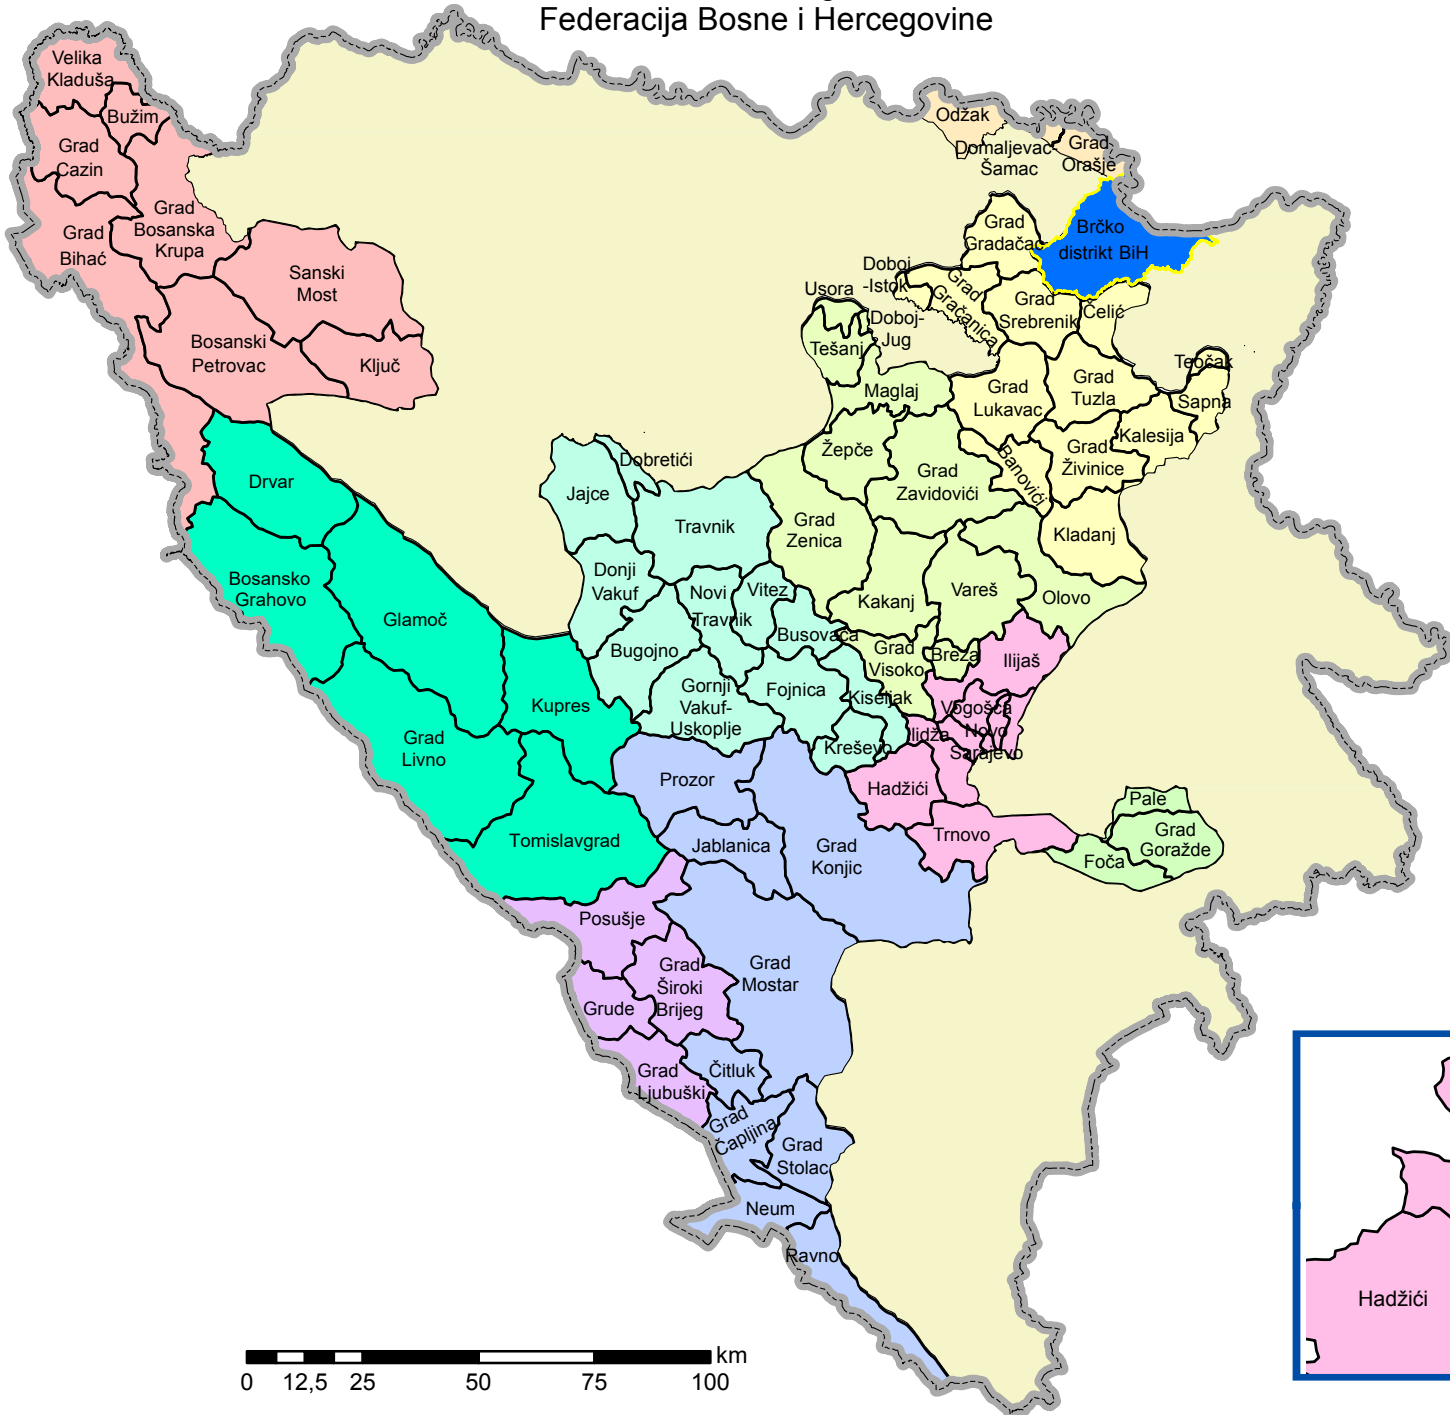 Federacija Bosne i Hercegovine
Velika
Kladuša
Bužim
Grad
Cazin
Grad
Bosanska
Krupa
Grad
Bihać
Sanski
Most
Bosanski
Petrovac
Ključ
Odžak
Domaljevac-
Šamac
Grad
Orašje
Brčko
distrikt BiH
Grad
Gradačac
Doboj
-Istok
Grad
Gračanica
Grad
Srebrenik
Čelić
Usora
Doboj-
Jug
Tešanj
Maglaj
Grad
Lukavac
Grad
Tuzla
Teočak
Sapna
Kalesija
Grad
Živinice
Banovići
Kladanj
Žepče
Grad
Zavidovići
Grad
Zenica
Kakanj
Vareš
Olovo
Grad
Visoko
Breza
Drvar
Bosansko
Grahovo
Glamoč
Kupres
Grad
Livno
Tomislavgrad
Jajce
Dobretići
Travnik
Donji
Vakuf
Novi
Travnik
Vitez
Busovača
Bugojno
Gornji
Vakuf-
Uskoplje
Fojnica
Kiseljak
Kreševo
Ilijaš
Vogošća
Novo
Sarajevo
Ilidža
Hadžići
Trnovo
Pale
Grad
Goražde
Foča
Prozor
Jablanica
Grad
Konjic
Grad
Mostar
Čitluk
Grad
Čapljina
Grad
Stolac
Neum
Ravno
Posušje
Grad
Široki
Brijeg
Grude
Grad
Ljubuški
Hadžići
km
0 12,5 25 50 75 100